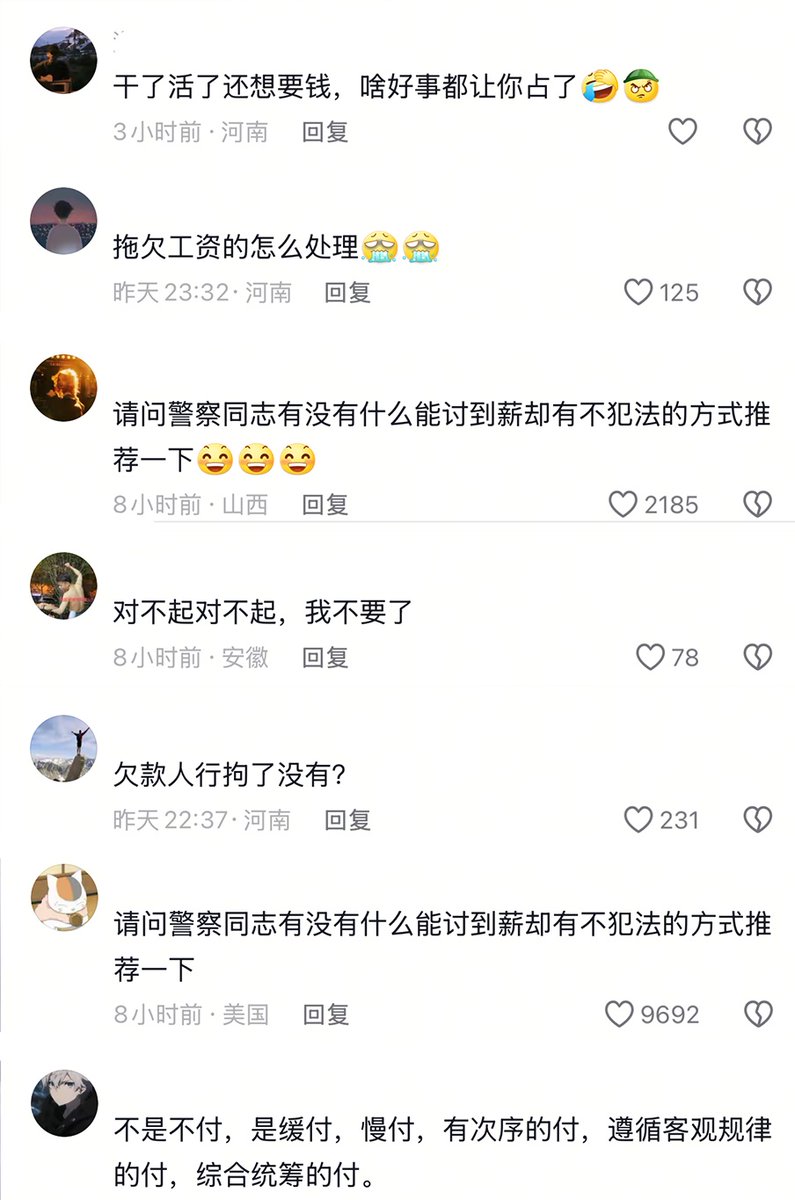 干了活了还想要钱，啥好事都让你占了🤣😠
3小时前·河南 回复
拖欠工资的怎么处理😭😭
昨天23:32·河南 回复 125
请问警察同志有没有什么能讨到薪却有不犯法的方式推
荐一下😄😄😄
8小时前·山西 回复 2185
对不起对不起，我不要了
8小时前·安徽 回复 78
欠款人行拘了没有?
昨天22:37·河南 回复 231
请问警察同志有没有什么能讨到薪却有不犯法的方式推
荐一下
8小时前·美国 回复 9692
不是不付，是缓付，慢付，有次序的付，遵循客观规律
的付，综合统筹的付。